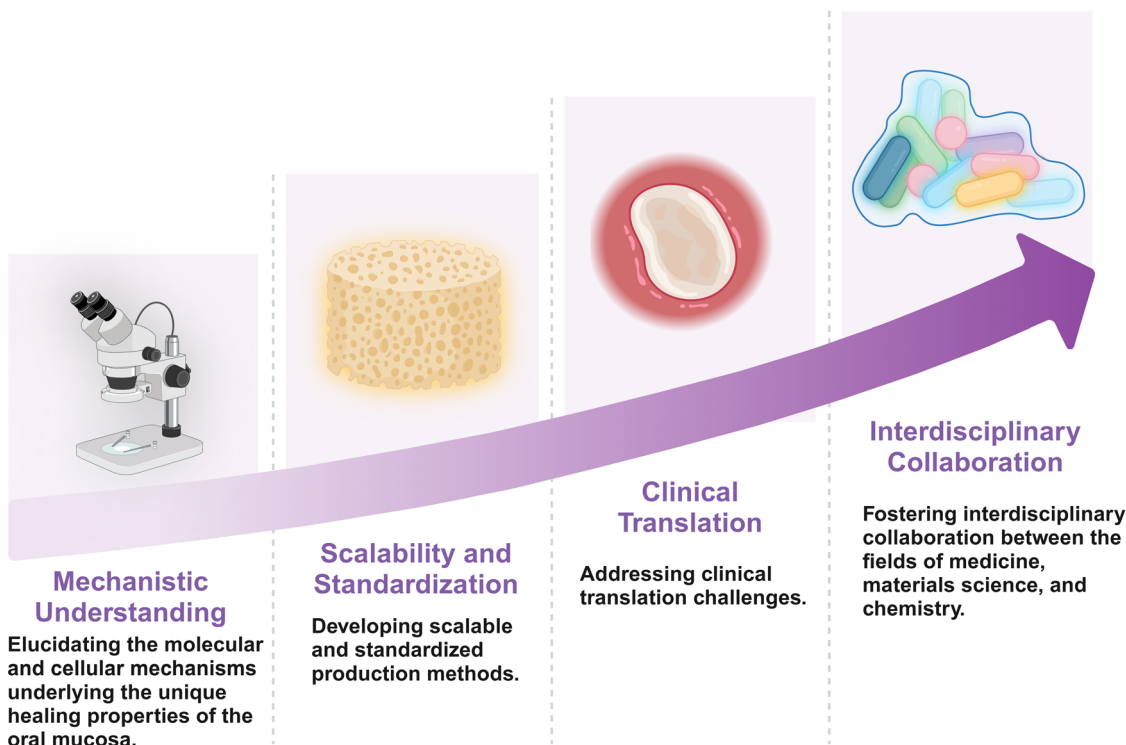 Mechanistic
Understanding
Elucidating the molecular
and cellular mechanisms
underlying the unique
healing properties of the
oral mucosa.
Scalability and
Standardization
Developing scalable
and standardized
production methods.
Clinical
Translation
Addressing clinical
translation challenges.
Interdisciplinary
Collaboration
Fostering interdisciplinary
collaboration between the
fields of medicine,
materials science, and
chemistry.